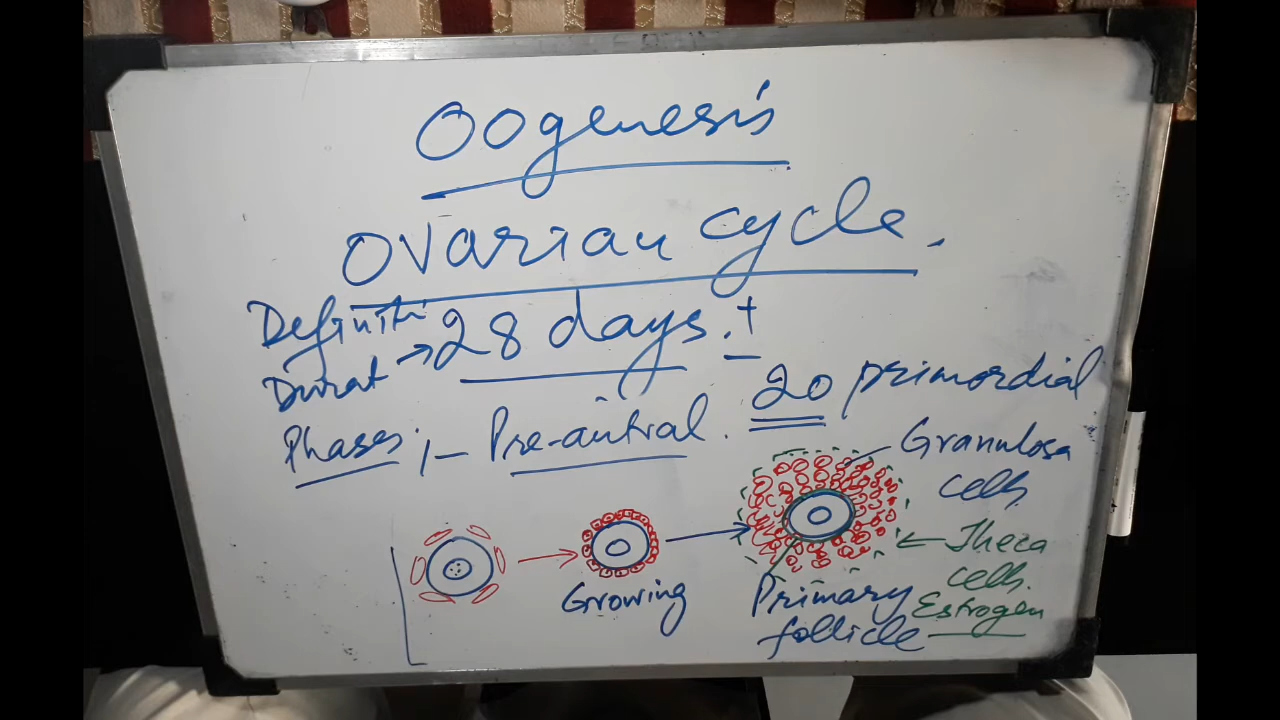 Oogenesis
Ovarian cycle.
Definiti
Durat → 28 days. ±
20 primordial
Phases ;- Pre-antral.
Granulosa
cells
← Theca
cells.
Estrogen
Growing
Primary
follicle